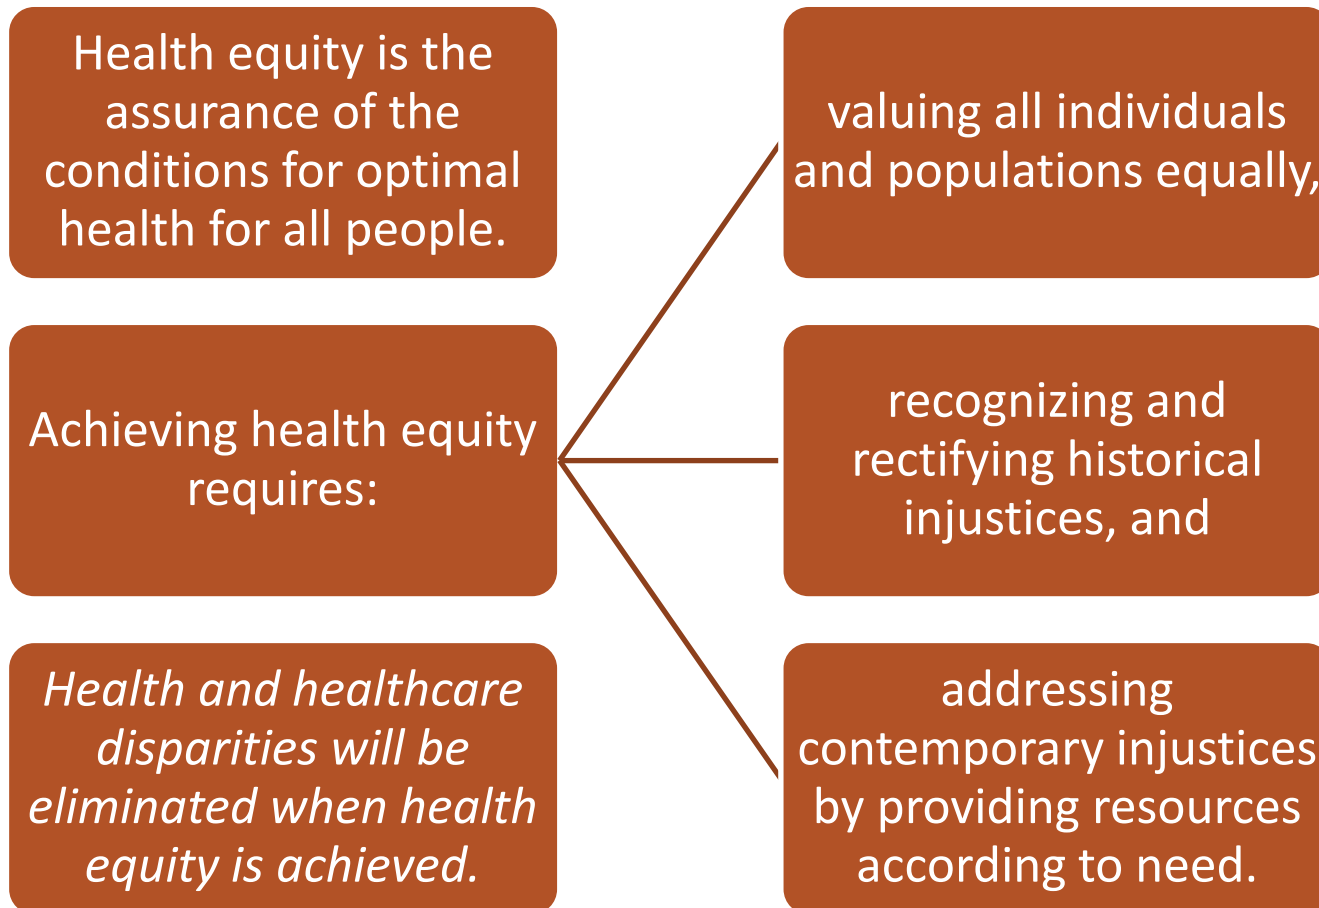 Health equity is the
assurance of the
conditions for optimal
health for all people.
Achieving health equity
requires:
valuing all individuals
and populations equally,
recognizing and
rectifying historical
injustices, and
addressing
contemporary injustices
by providing resources
according to need.
Health and healthcare
disparities will be
eliminated when health
equity is achieved.